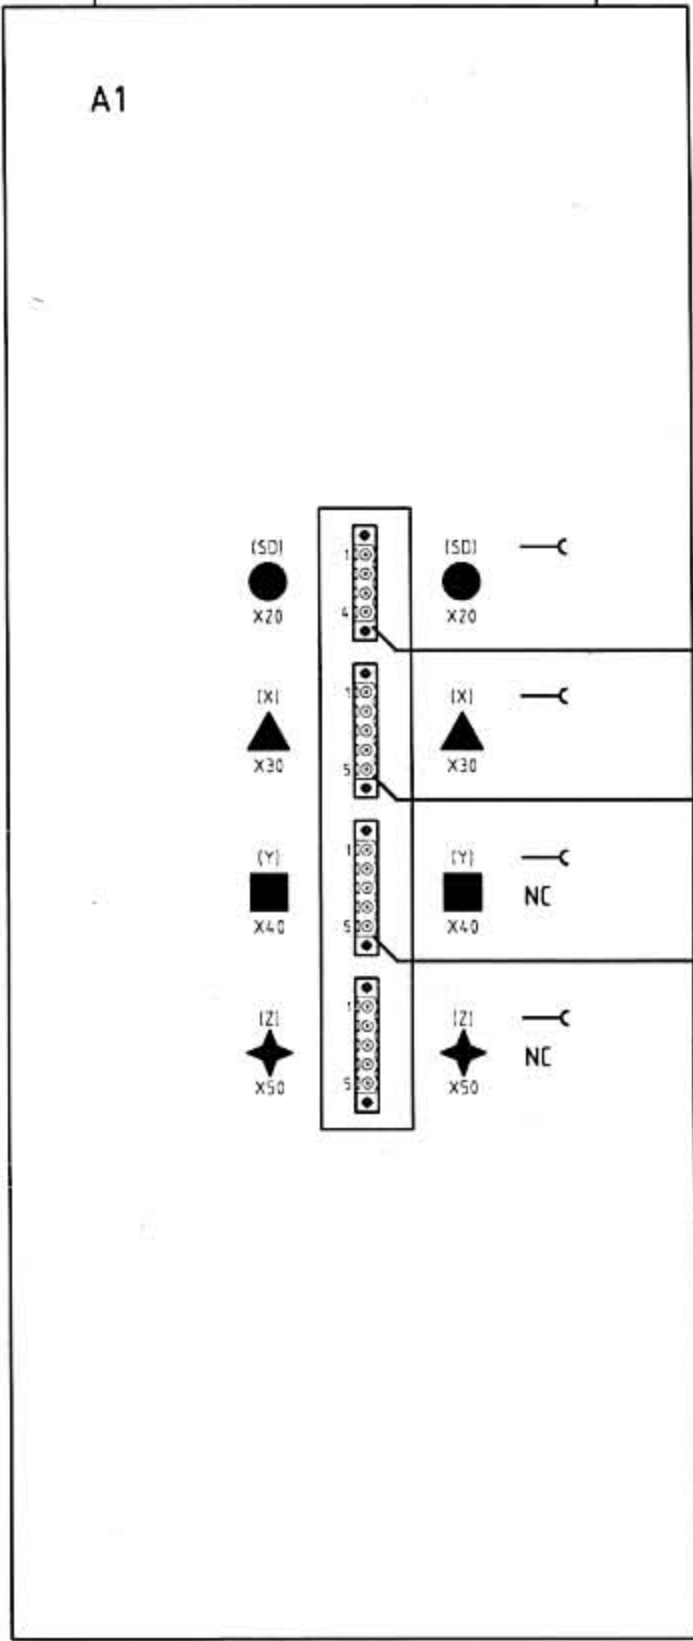 A1
(SD) (SD)
1
X20 4 X20
(X) (X)
1
X30 5 X30
(Y) (Y)
1
NC
X40 5 X40
(Z) (Z)
1
NC
X50 5 X50